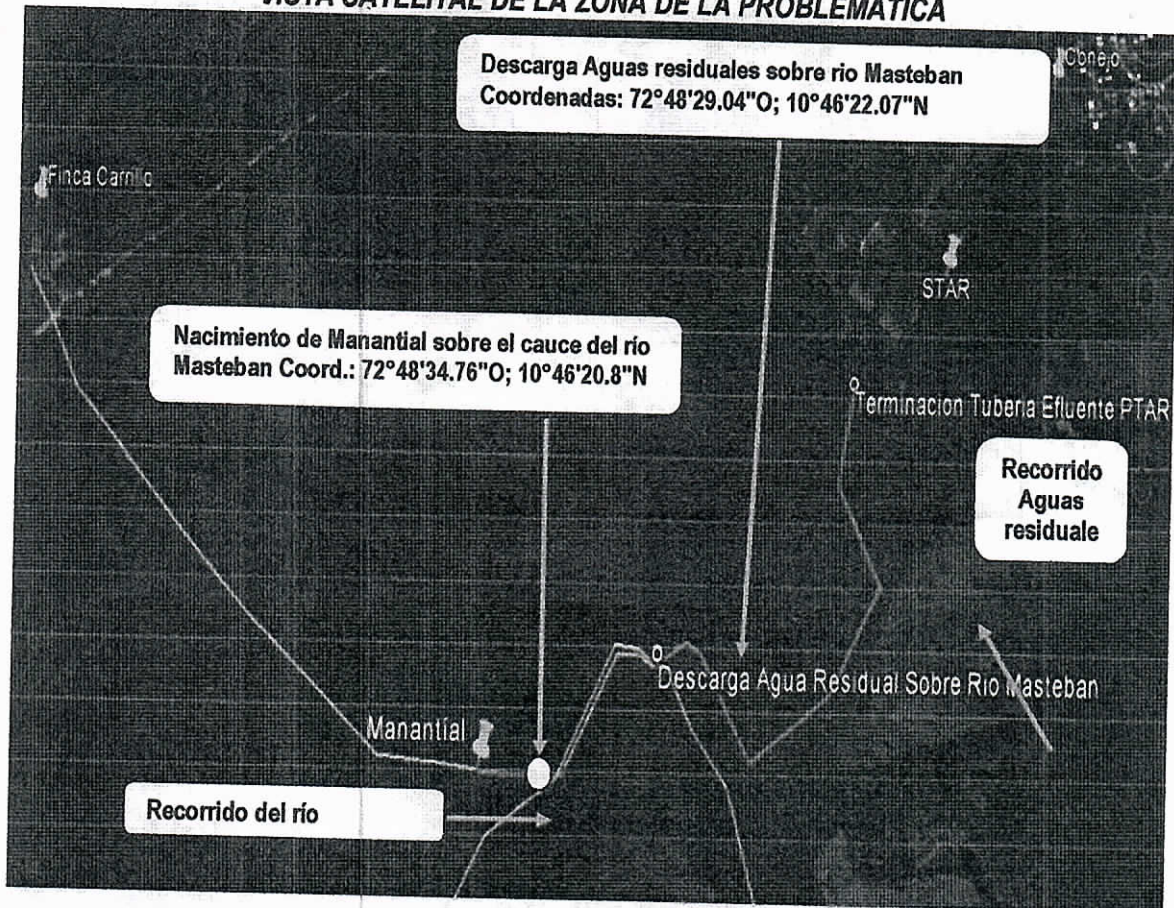 VISTA SATELITAL DE LA ZONA DE LA PROBLEMÁTICA
Descarga Aguas residuales sobre rio Masteban
Coordenadas: 72°48'29.04"O; 10°46'22.07"N
Conejo
Finca Carrillo
STAR
Nacimiento de Manantial sobre el cauce del río
Masteban Coord.: 72°48'34.76"O; 10°46'20.8"N
Terminacion Tuberia Efluente PTAR
Recorrido
Aguas
residuale
Descarga Agua Residual Sobre Rio Masteban
Manantíal
Recorrido del río